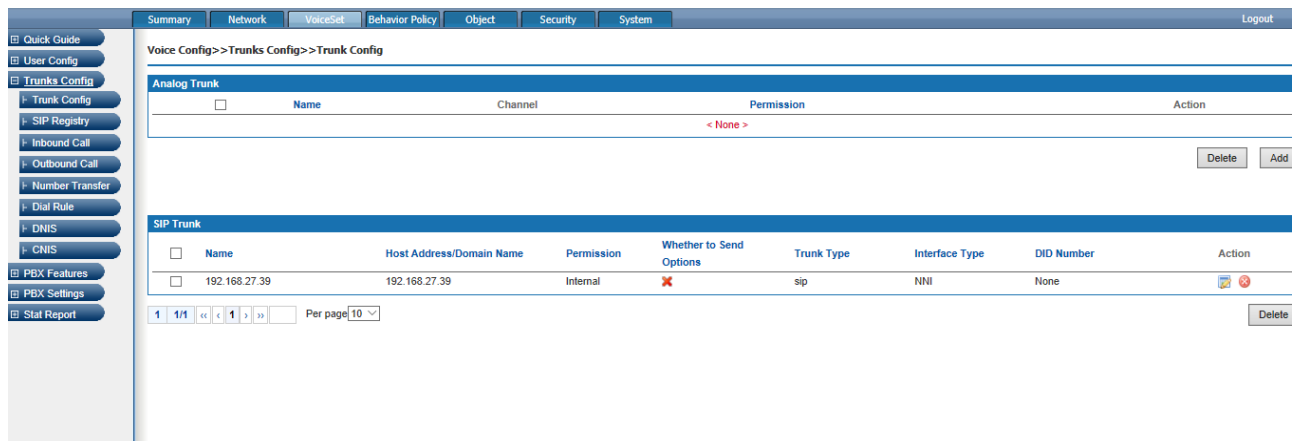 Summary Network VoiceSet Behavior Policy Object Security System Logout
Quick Guide
User Config
Trunks Config
Trunk Config
SIP Registry
Inbound Call
Outbound Call
Number Transfer
Dial Rule
DNIS
CNIS
PBX Features
PBX Settings
Stat Report
Voice Config>>Trunks Config>>Trunk Config
Analog Trunk
Name Channel Permission Action
< None >
Delete Add
SIP Trunk
Name Host Address/Domain Name Permission Whether to Send Options Trunk Type Interface Type DID Number Action
192.168.27.39 192.168.27.39 Internal sip NNI None
1 1/1 ‹‹ ‹ 1 › ›› Per page 10
Delete